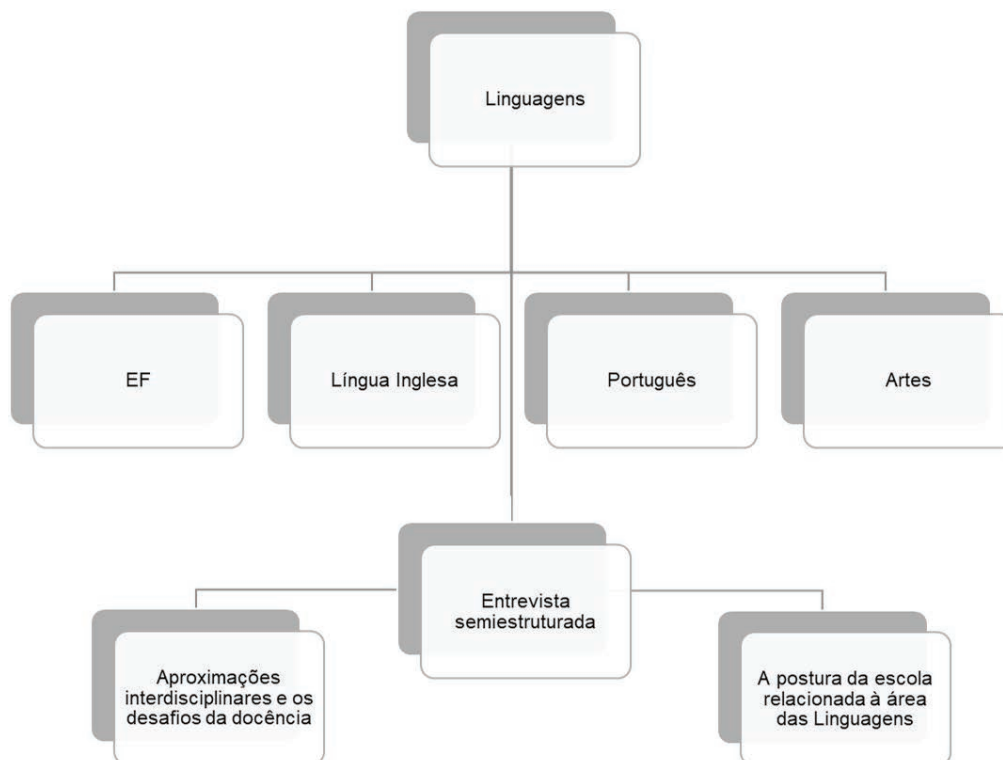 Linguagens
EF
Língua Inglesa
Português
Artes
Entrevista
semiestruturada
Aproximações
interdisciplinares e os
desafios da docência
A postura da escola
relacionada à área
das Linguagens